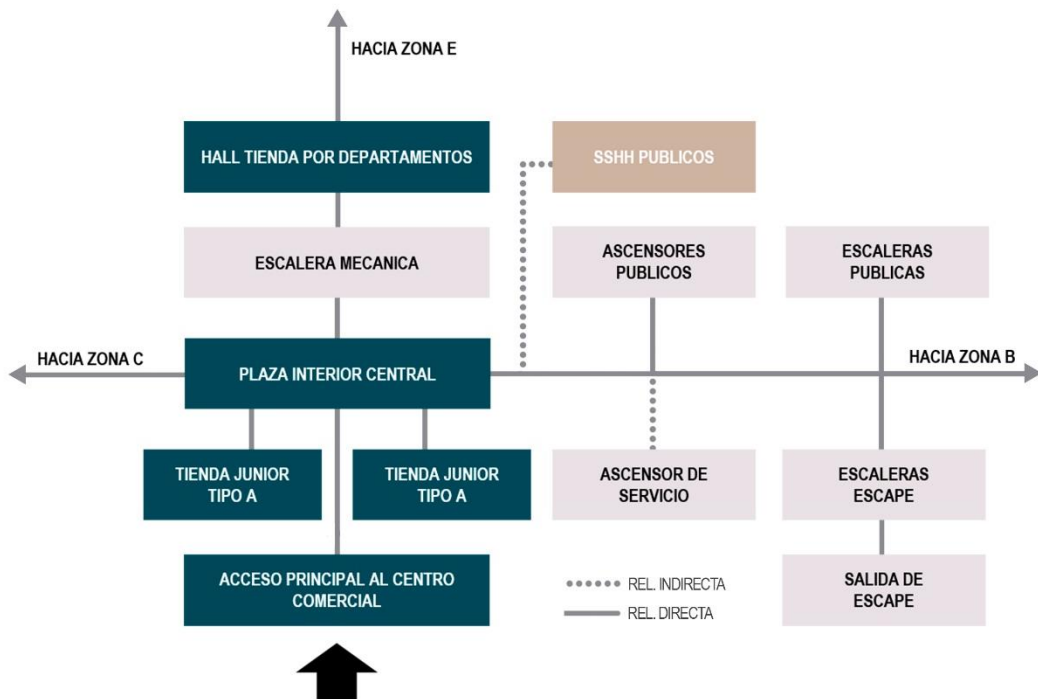 HACIA ZONA E
HALL TIENDA POR DEPARTAMENTOS
SSHH PUBLICOS
ESCALERA MECANICA
ASCENSORES
PUBLICOS
ESCALERAS
PUBLICAS
HACIA ZONA C
PLAZA INTERIOR CENTRAL
HACIA ZONA B
TIENDA JUNIOR
TIPO A
TIENDA JUNIOR
TIPO A
ASCENSOR DE
SERVICIO
ESCALERAS
ESCAPE
ACCESO PRINCIPAL AL CENTRO
COMERCIAL
REL. INDIRECTA
REL. DIRECTA
SALIDA DE
ESCAPE